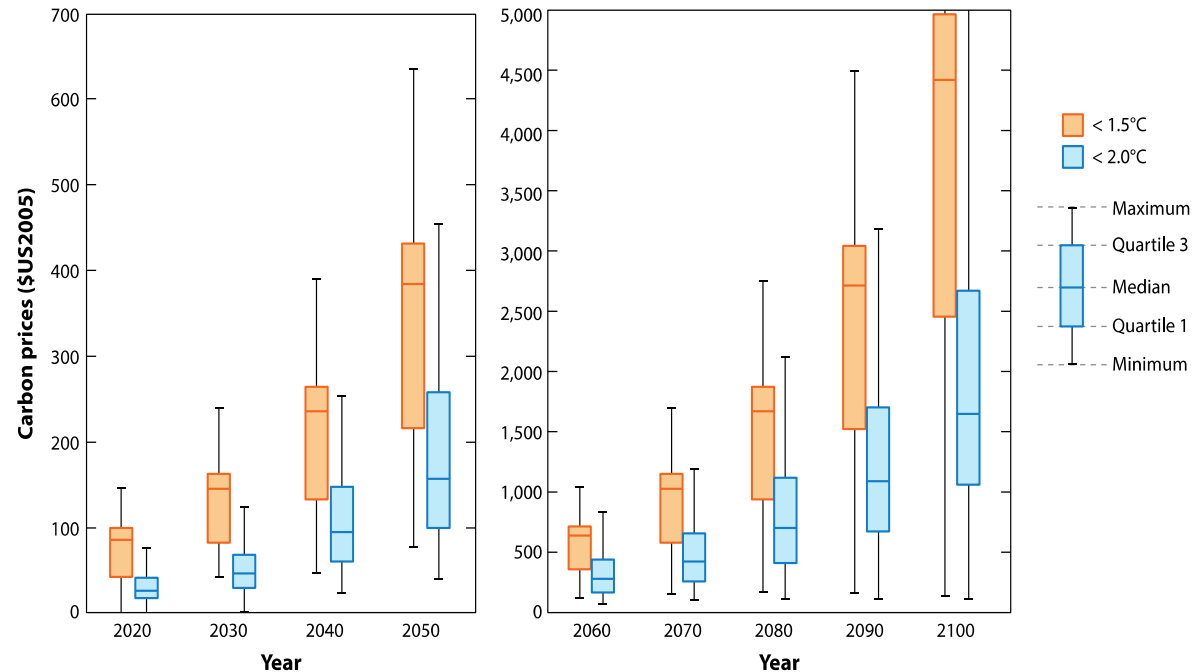 Carbon prices ($US2005)
700
600
500
400
300
200
100
0
2020 2030 2040 2050
Year
5,000
4,500
4,000
3,500
3,000
2,500
2,000
1,500
1,000
500
0
2060 2070 2080 2090 2100
Year
< 1.5°C
< 2.0°C
Maximum
Quartile 3
Median
Quartile 1
Minimum